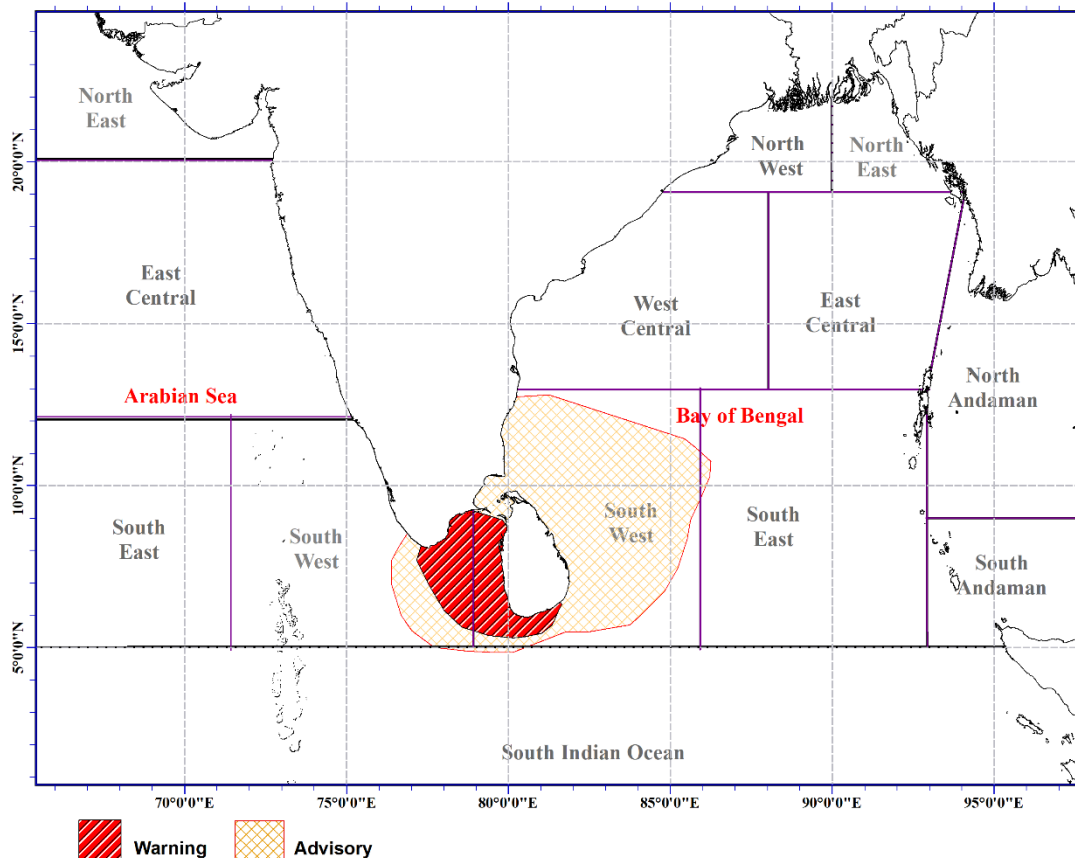 North
East
North
West
North
East
20°0'0"N
East
Central
West
Central
East
Central
15°0'0"N
Arabian Sea
Bay of Bengal
North
Andaman
10°0'0"N
South
East
South
West
South
West
South
East
South
Andaman
5°0'0"N
South Indian Ocean
70°0'0"E 75°0'0"E 80°0'0"E 85°0'0"E 90°0'0"E 95°0'0"E
Warning Advisory